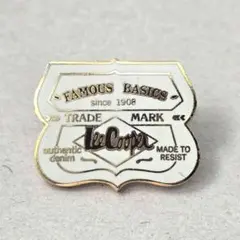 FAMOUS BASICS
since 1908
TRADE MARK
Lee Cooper
authentic denim
MADE TO RESIST